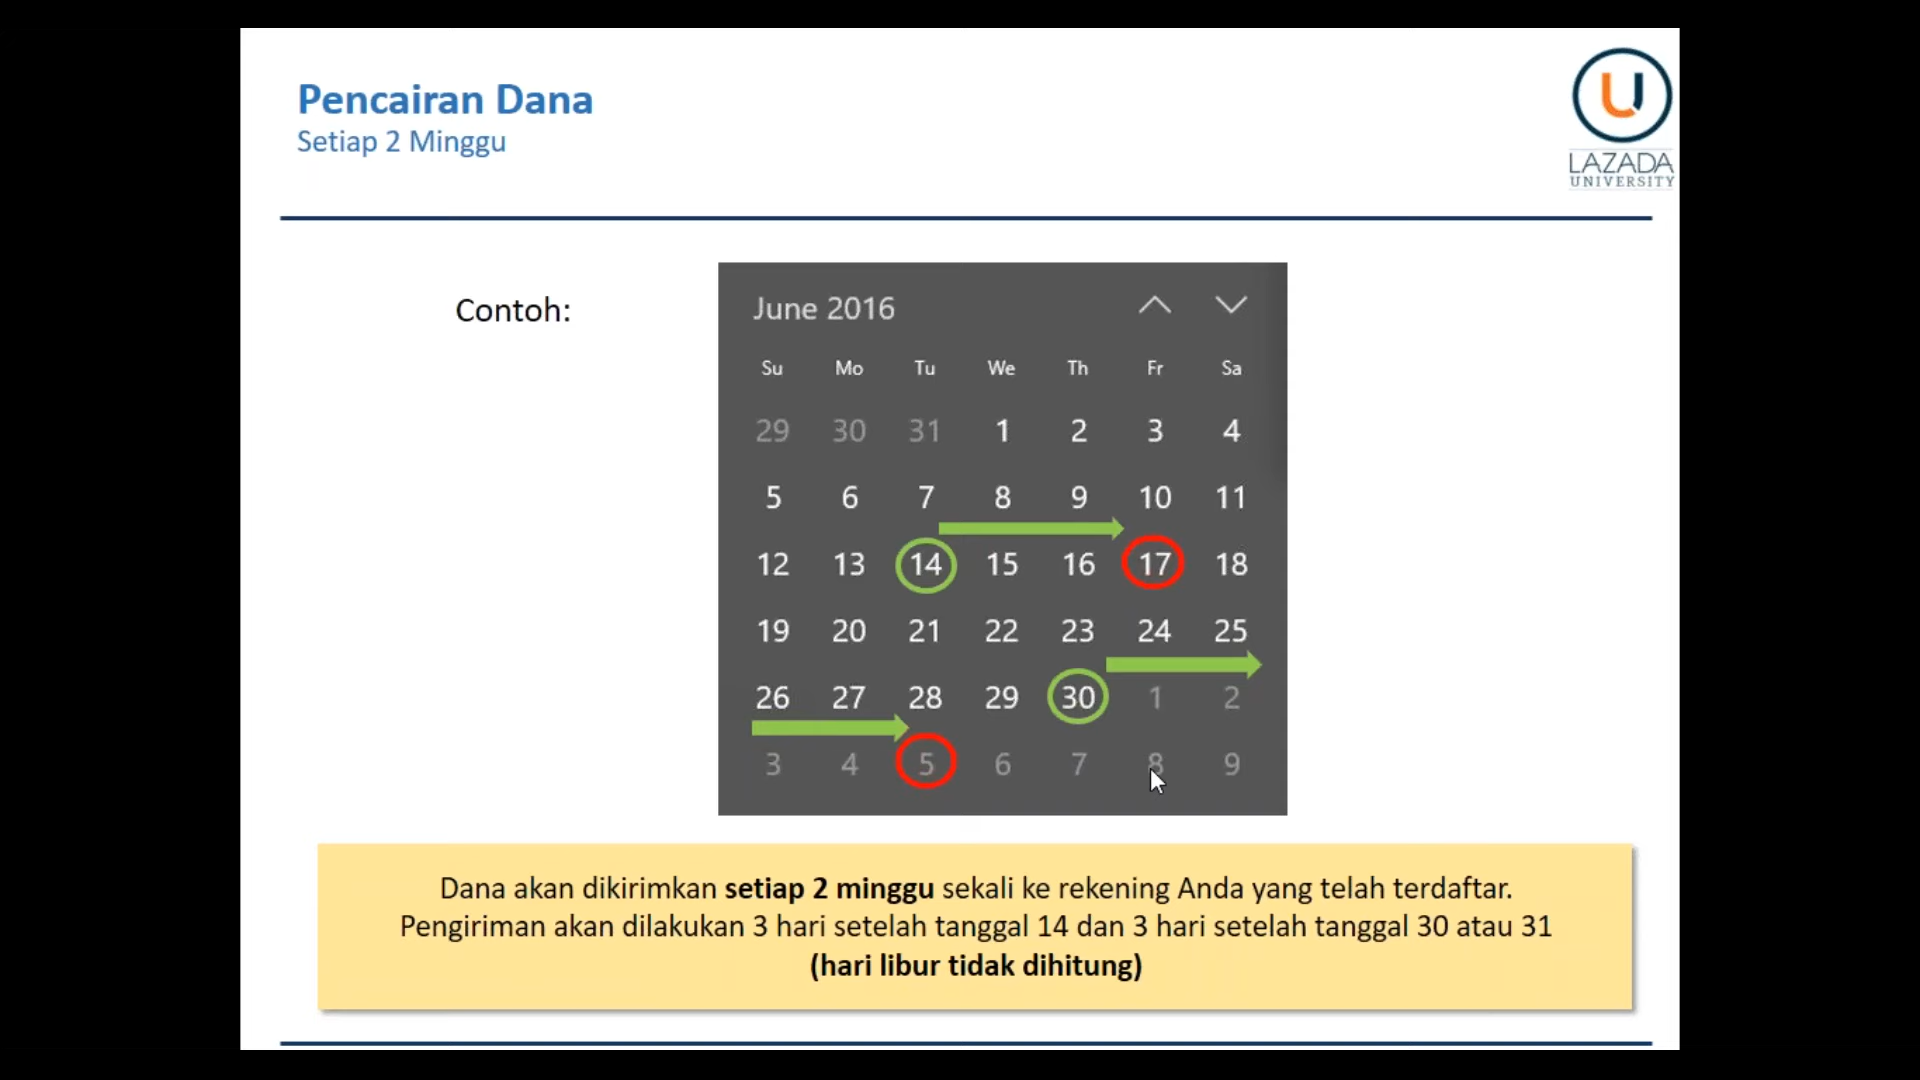 Pencairan Dana
Setiap 2 Minggu
LAZADA
UNIVERSITY
Contoh:
June 2016
Su Mo Tu We Th Fr Sa
29 30 31 1 2 3 4
5 6 7 8 9 10 11
12 13 14 15 16 17 18
19 20 21 22 23 24 25
26 27 28 29 30 1 2
3 4 5 6 7 8 9
Dana akan dikirimkan setiap 2 minggu sekali ke rekening Anda yang telah terdaftar.
Pengiriman akan dilakukan 3 hari setelah tanggal 14 dan 3 hari setelah tanggal 30 atau 31
(hari libur tidak dihitung)